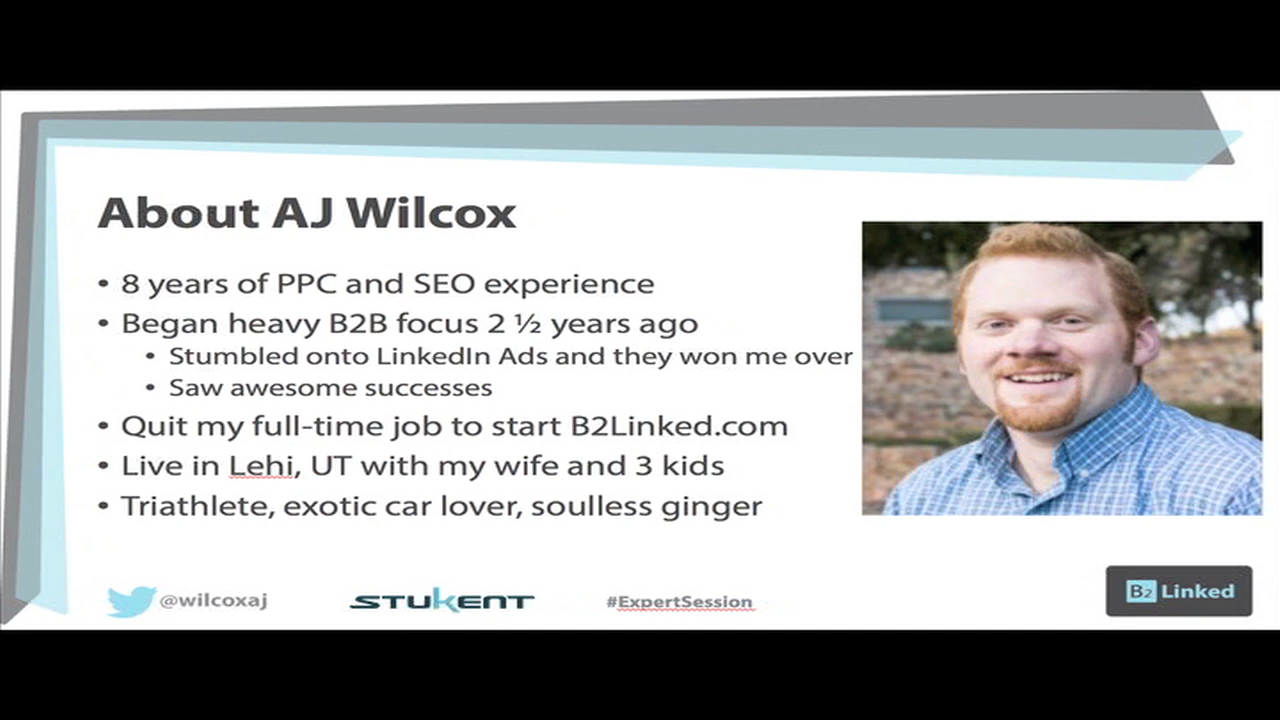 About AJ Wilcox
• 8 years of PPC and SEO experience
• Began heavy B2B focus 2 ½ years ago
• Stumbled onto LinkedIn Ads and they won me over
• Saw awesome successes
• Quit my full-time job to start B2Linked.com
• Live in Lehi, UT with my wife and 3 kids
• Triathlete, exotic car lover, soulless ginger
@wilcoxaj
STUKENT
#ExpertSession
B2 Linked